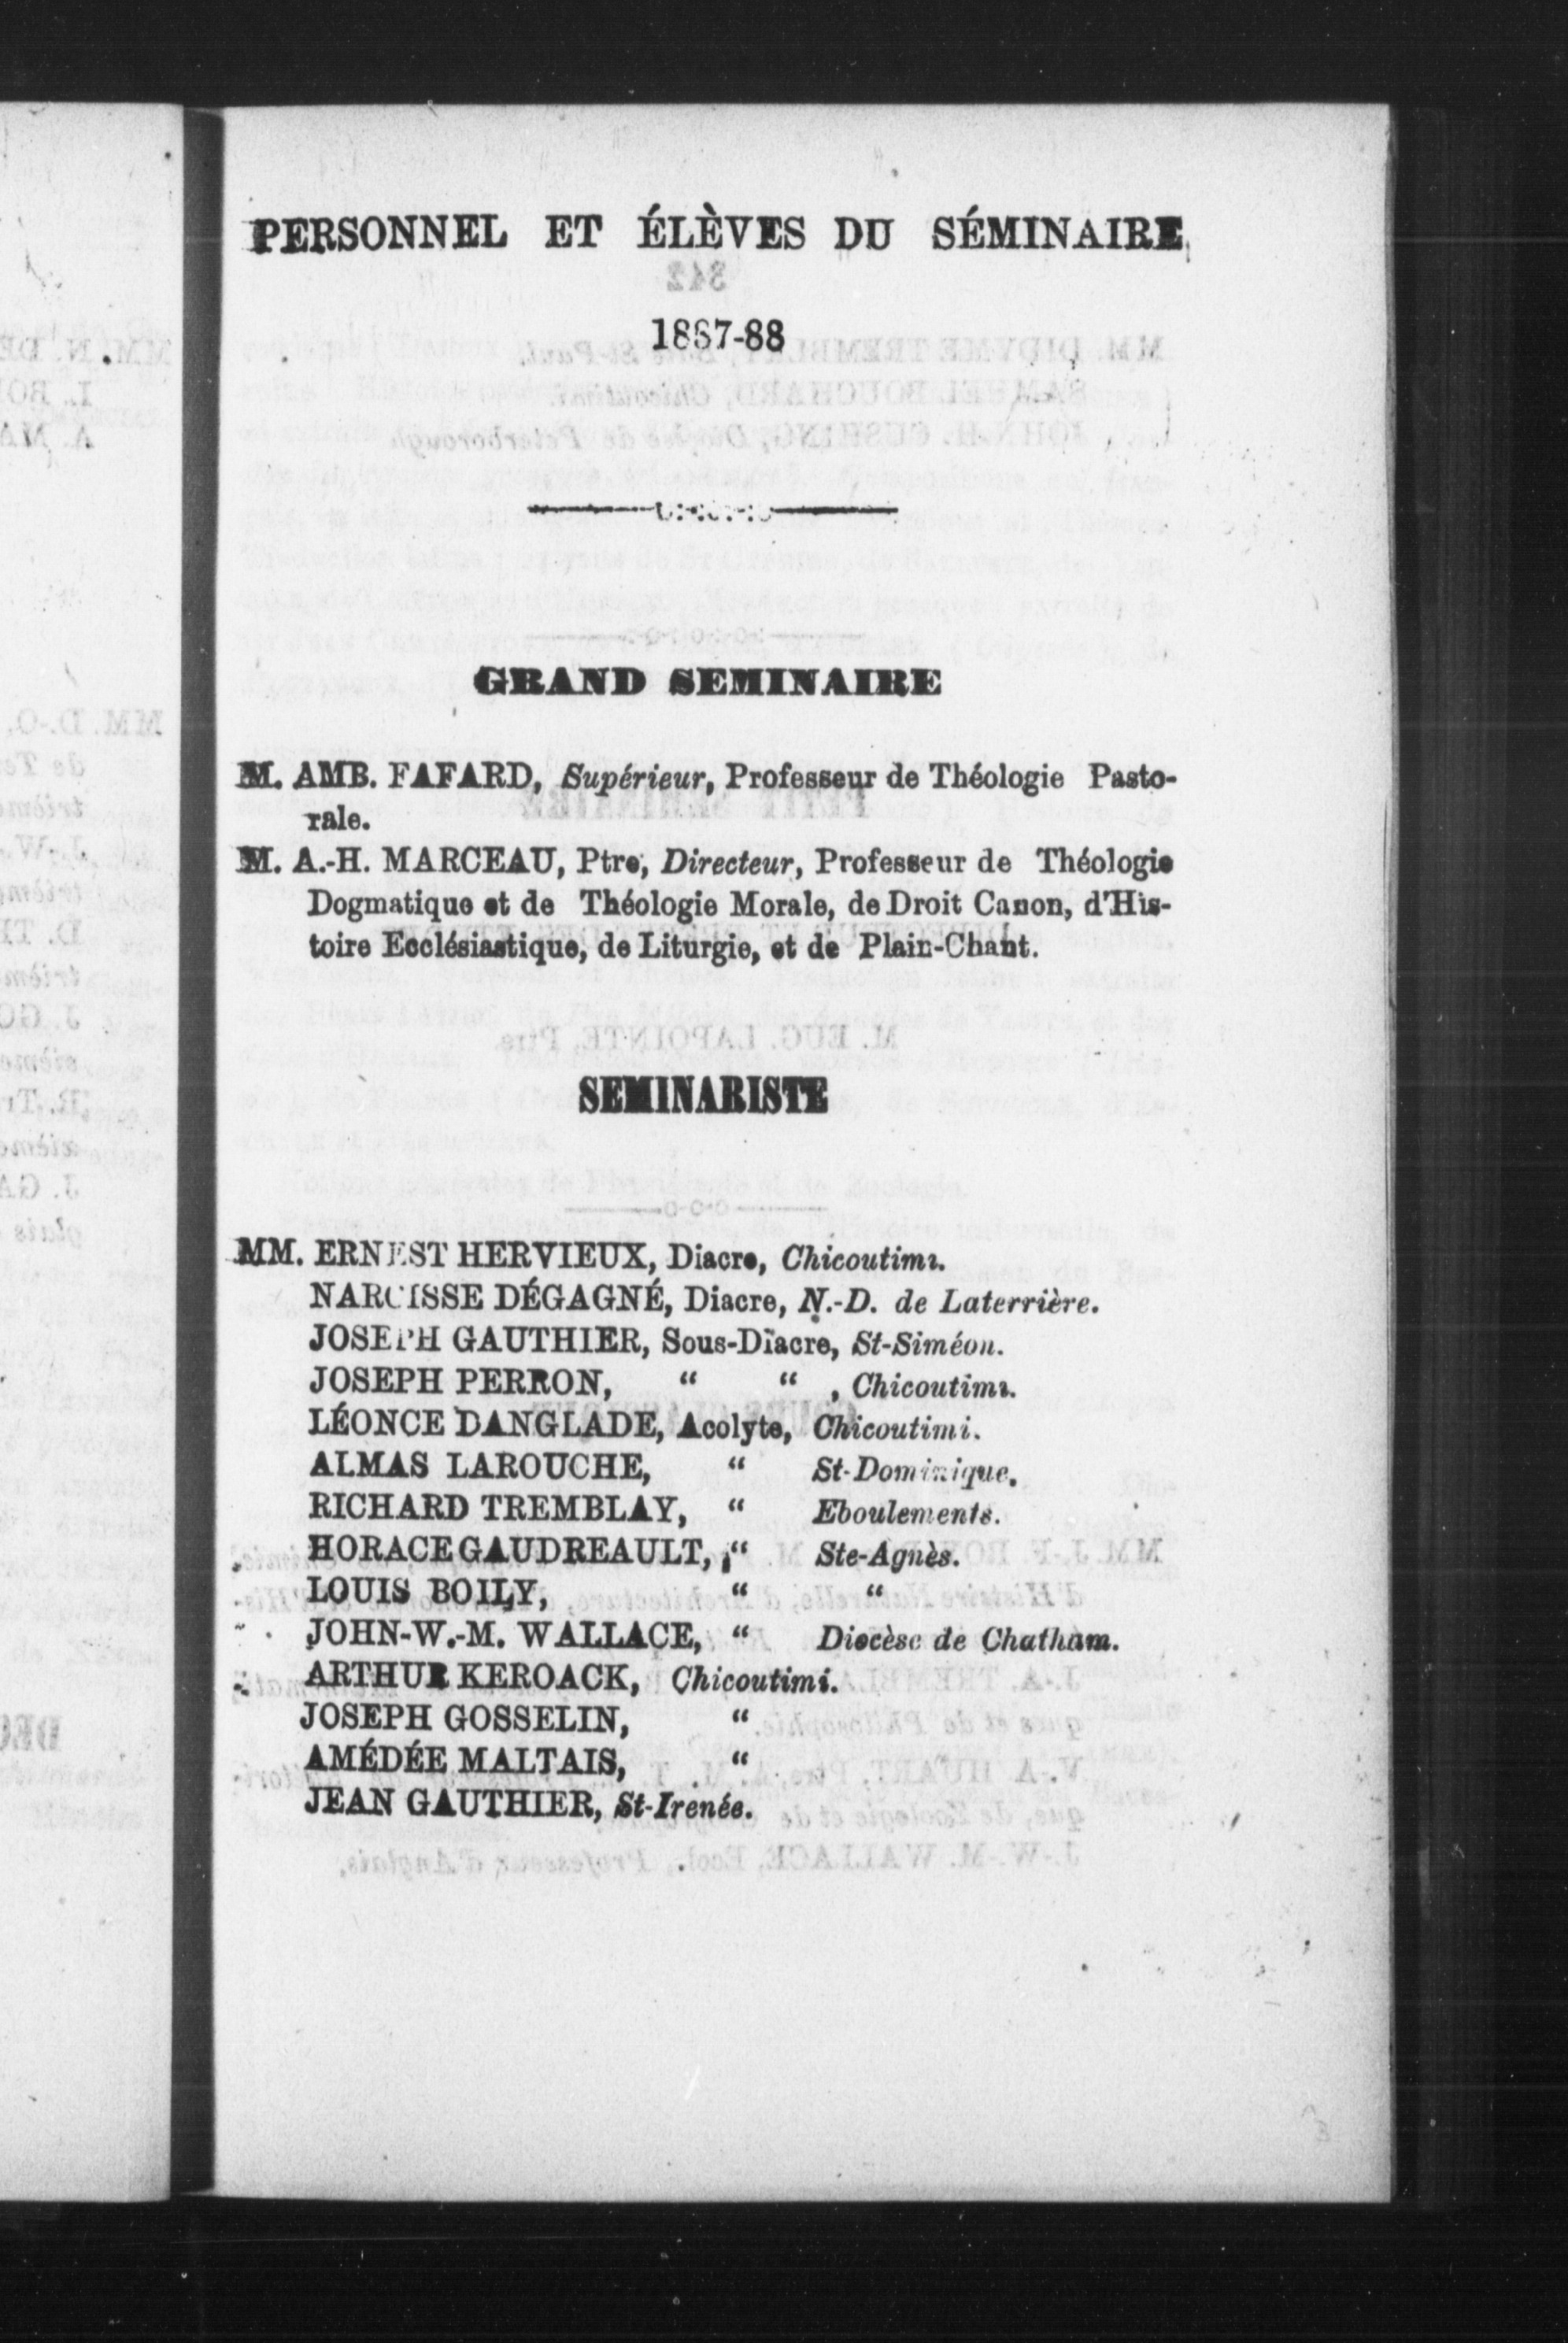 PERSONNEL ET ÉLÈVES DU SÉMINAIRE
1887-88
GRAND SEMINAIRE
M. AMB. FAFARD, Supérieur, Professeur de Théologie Pasto-
rale.
M. A.-H. MARCEAU, Ptre, Directeur, Professeur de Théologie
Dogmatique et de Théologie Morale, de Droit Canon, d'His-
toire Ecclésiastique, de Liturgie, et de Plain-Chant.
SEMINARISTE
MM. ERNEST HERVIEUX, Diacre, Chicoutimi.
NARCISSE DÉGAGNÉ, Diacre, N.-D. de Laterrière.
JOSEPH GAUTHIER, Sous-Diacre, St-Siméon.
JOSEPH PERRON, “ “ , Chicoutimi.
LÉONCE DANGLADE, Acolyte, Chicoutimi.
ALMAS LAROUCHE, “ St-Dominique.
RICHARD TREMBLAY, “ Eboulements.
HORACE GAUDREAULT, “ Ste-Agnès.
LOUIS BOILY, “ “
JOHN-W.-M. WALLACE, “ Diocèse de Chatham.
ARTHUR KEROACK, Chicoutimi.
JOSEPH GOSSELIN, “
AMÉDÉE MALTAIS, “
JEAN GAUTHIER, St-Irenée.